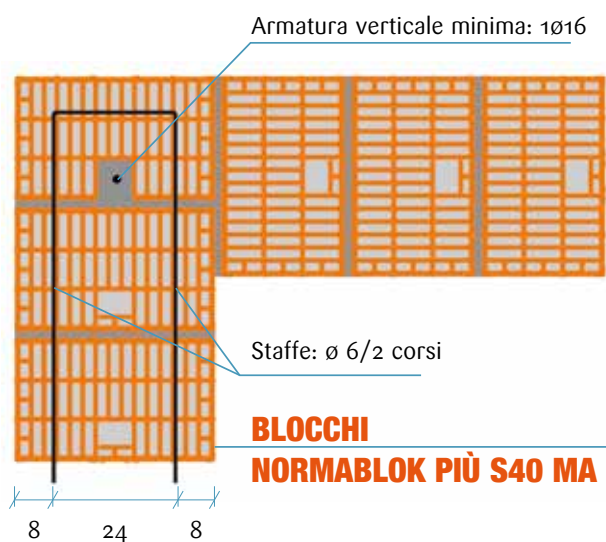 Armatura verticale minima: 1ø16
Staffe: ø 6/2 corsi
BLOCCHI
NORMABLOK PIÙ S40 MA
8 24 8